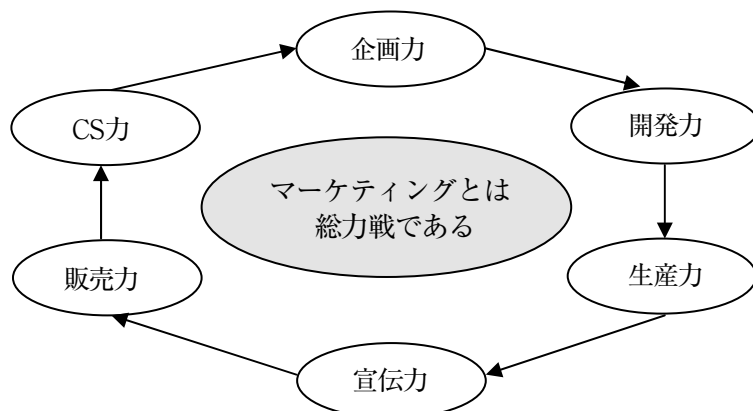 企画力
CS力
開発力
マーケティングとは
総力戦である
販売力
生産力
宣伝力